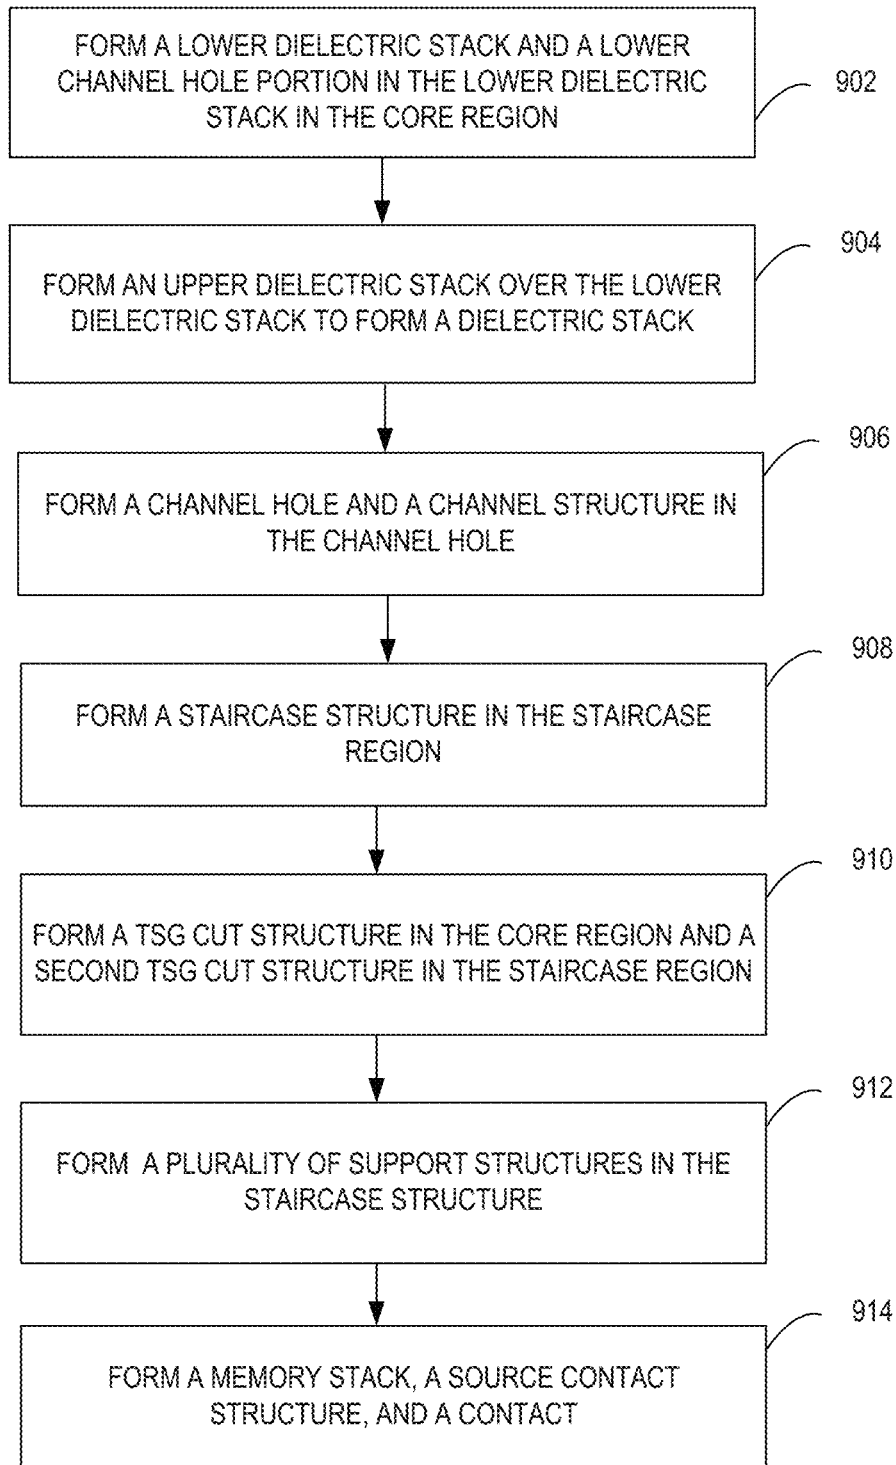 FORM A LOWER DIELECTRIC STACK AND A LOWER
CHANNEL HOLE PORTION IN THE LOWER DIELECTRIC
STACK IN THE CORE REGION
902
FORM AN UPPER DIELECTRIC STACK OVER THE LOWER
DIELECTRIC STACK TO FORM A DIELECTRIC STACK
904
FORM A CHANNEL HOLE AND A CHANNEL STRUCTURE IN
THE CHANNEL HOLE
906
FORM A STAIRCASE STRUCTURE IN THE STAIRCASE
REGION
908
FORM A TSG CUT STRUCTURE IN THE CORE REGION AND A
SECOND TSG CUT STRUCTURE IN THE STAIRCASE REGION
910
FORM A PLURALITY OF SUPPORT STRUCTURES IN THE
STAIRCASE STRUCTURE
912
FORM A MEMORY STACK, A SOURCE CONTACT
STRUCTURE, AND A CONTACT
914